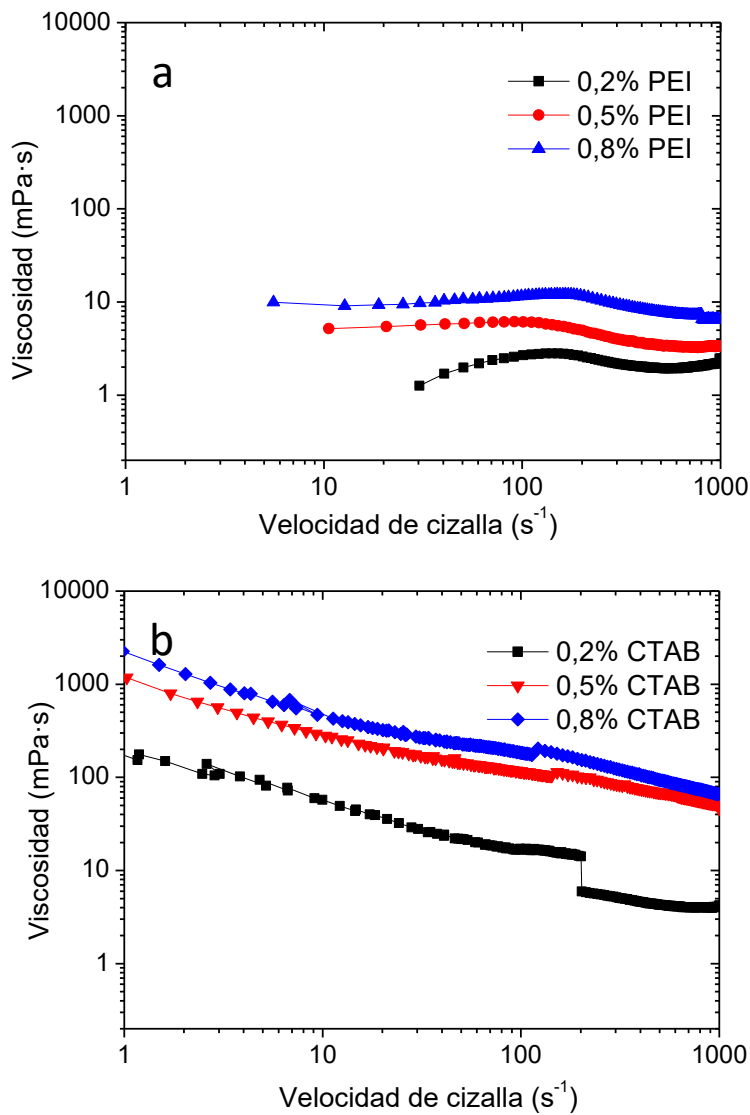 10000
1000
100
10
1
Viscosidad (mPa·s)
a
0,2% PEI
0,5% PEI
0,8% PEI
1 10 100 1000
Velocidad de cizalla (s⁻¹)
10000
1000
100
10
1
Viscosidad (mPa·s)
b
0,2% CTAB
0,5% CTAB
0,8% CTAB
1 10 100 1000
Velocidad de cizalla (s⁻¹)